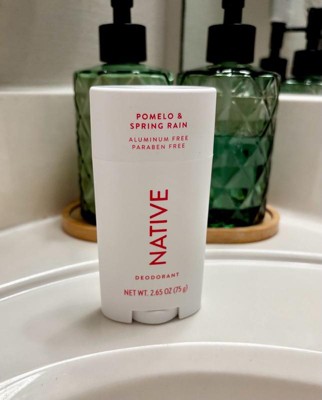 POMELO &
SPRING RAIN
ALUMINUM FREE
PARABEN FREE
NATIVE
DEODORANT
NET WT. 2.65 OZ (75 g)